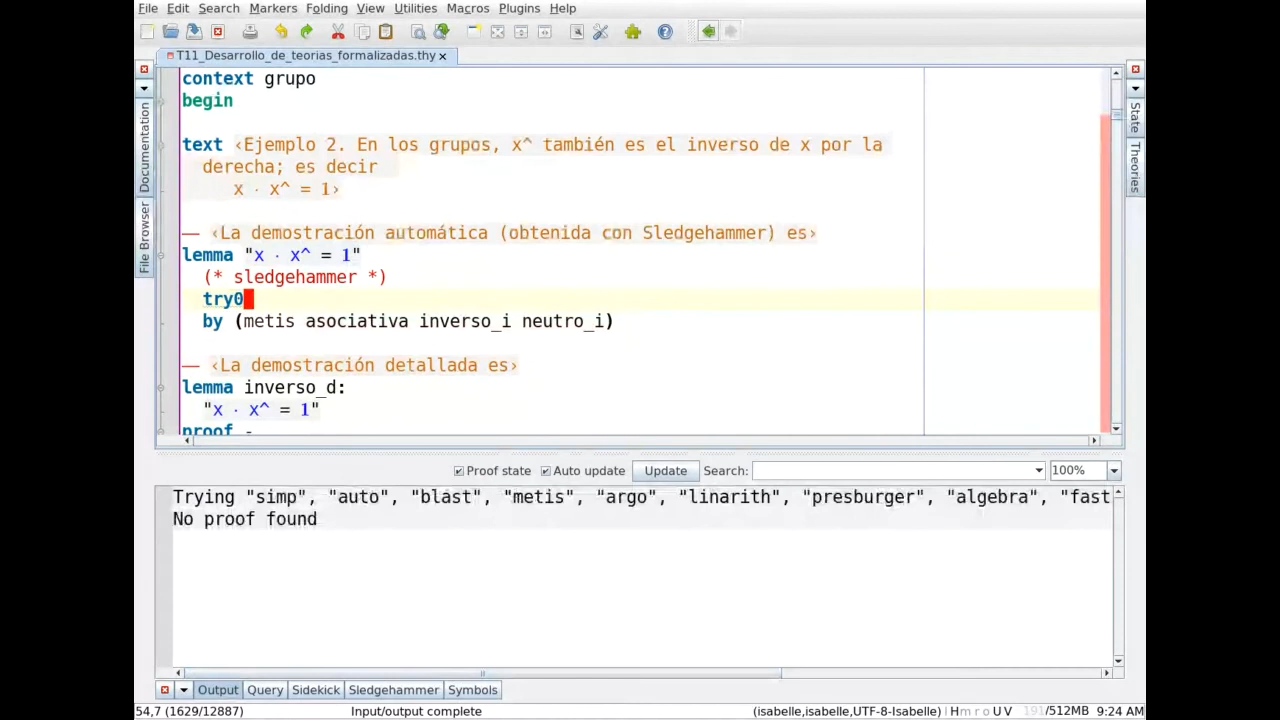 File Edit Search Markers Folding View Utilities Macros Plugins Help
T11_Desarrollo_de_teorias_formalizadas.thy
context grupo
begin
text ‹Ejemplo 2. En los grupos, x^ también es el inverso de x por la
derecha; es decir
x · x^ = 1›
— ‹La demostración automática (obtenida con Sledgehammer) es›
lemma "x · x^ = 1"
(* sledgehammer *)
try0
by (metis asociativa inverso_i neutro_i)
— ‹La demostración detallada es›
lemma inverso_d:
"x · x^ = 1"
proof -
Documentation
File Browser
State
Theories
Proof state Auto update Update Search: 100%
Trying "simp", "auto", "blast", "metis", "argo", "linarith", "presburger", "algebra", "fast
No proof found
Output Query Sidekick Sledgehammer Symbols
54,7 (1629/12887) Input/output complete (isabelle,isabelle,UTF-8-Isabelle) H m r o U V 191/512MB 9:24 AM